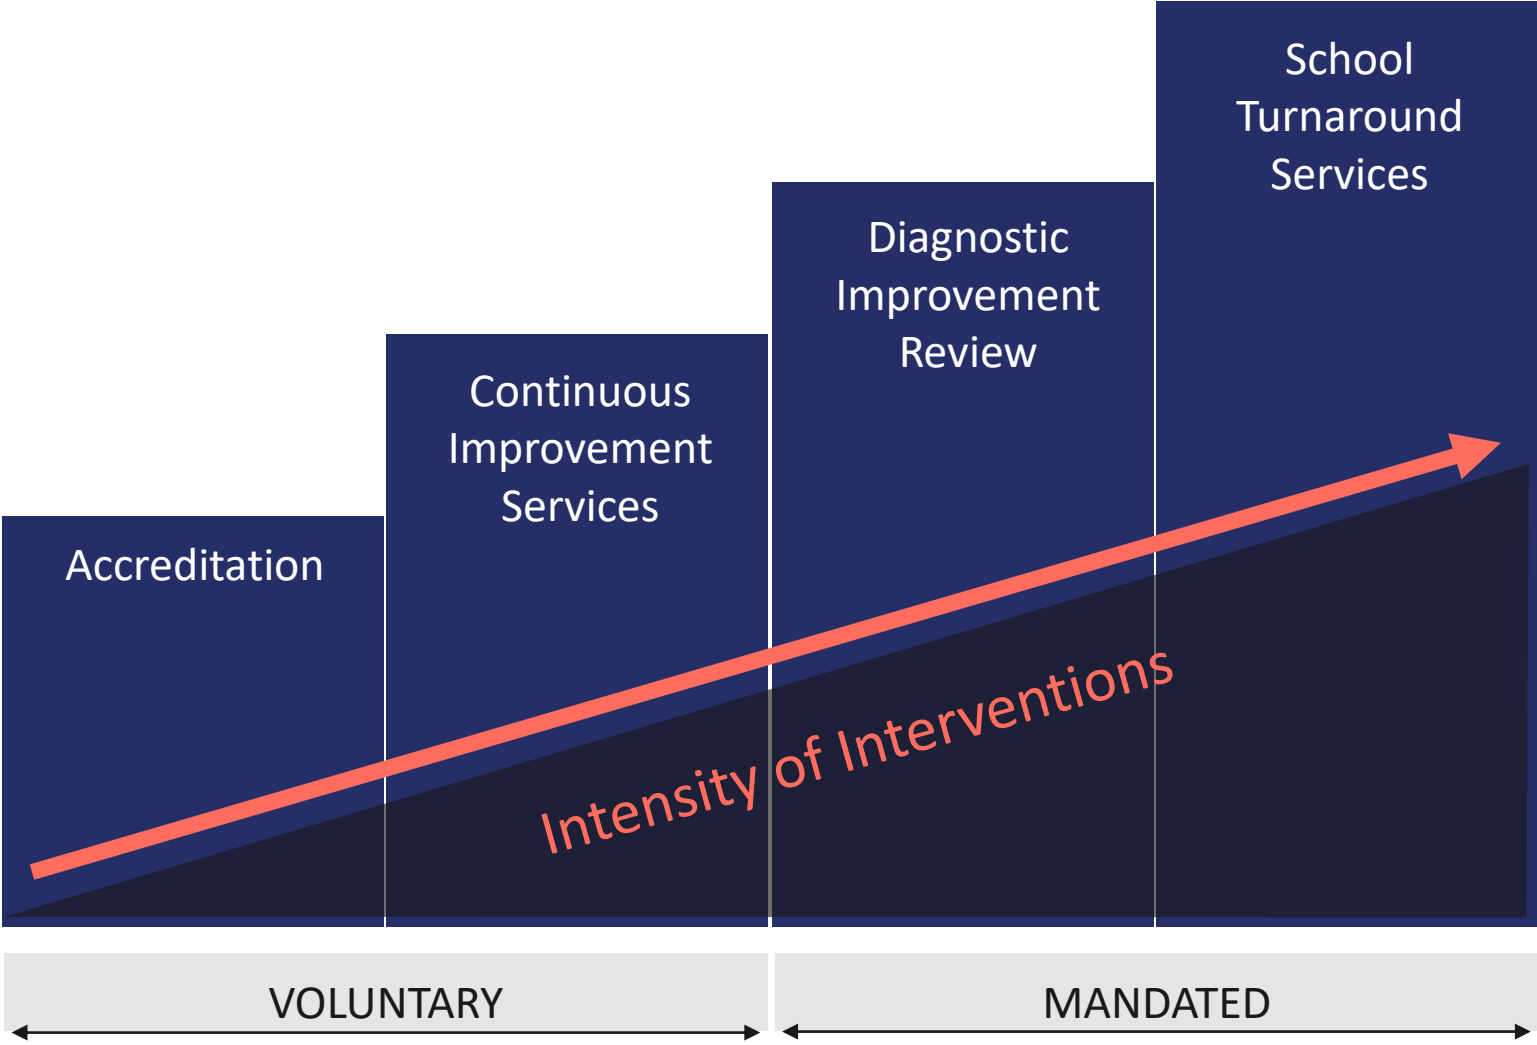 Accreditation
Continuous
Improvement
Services
Diagnostic
Improvement
Review
School
Turnaround
Services
Intensity of Interventions
VOLUNTARY
MANDATED